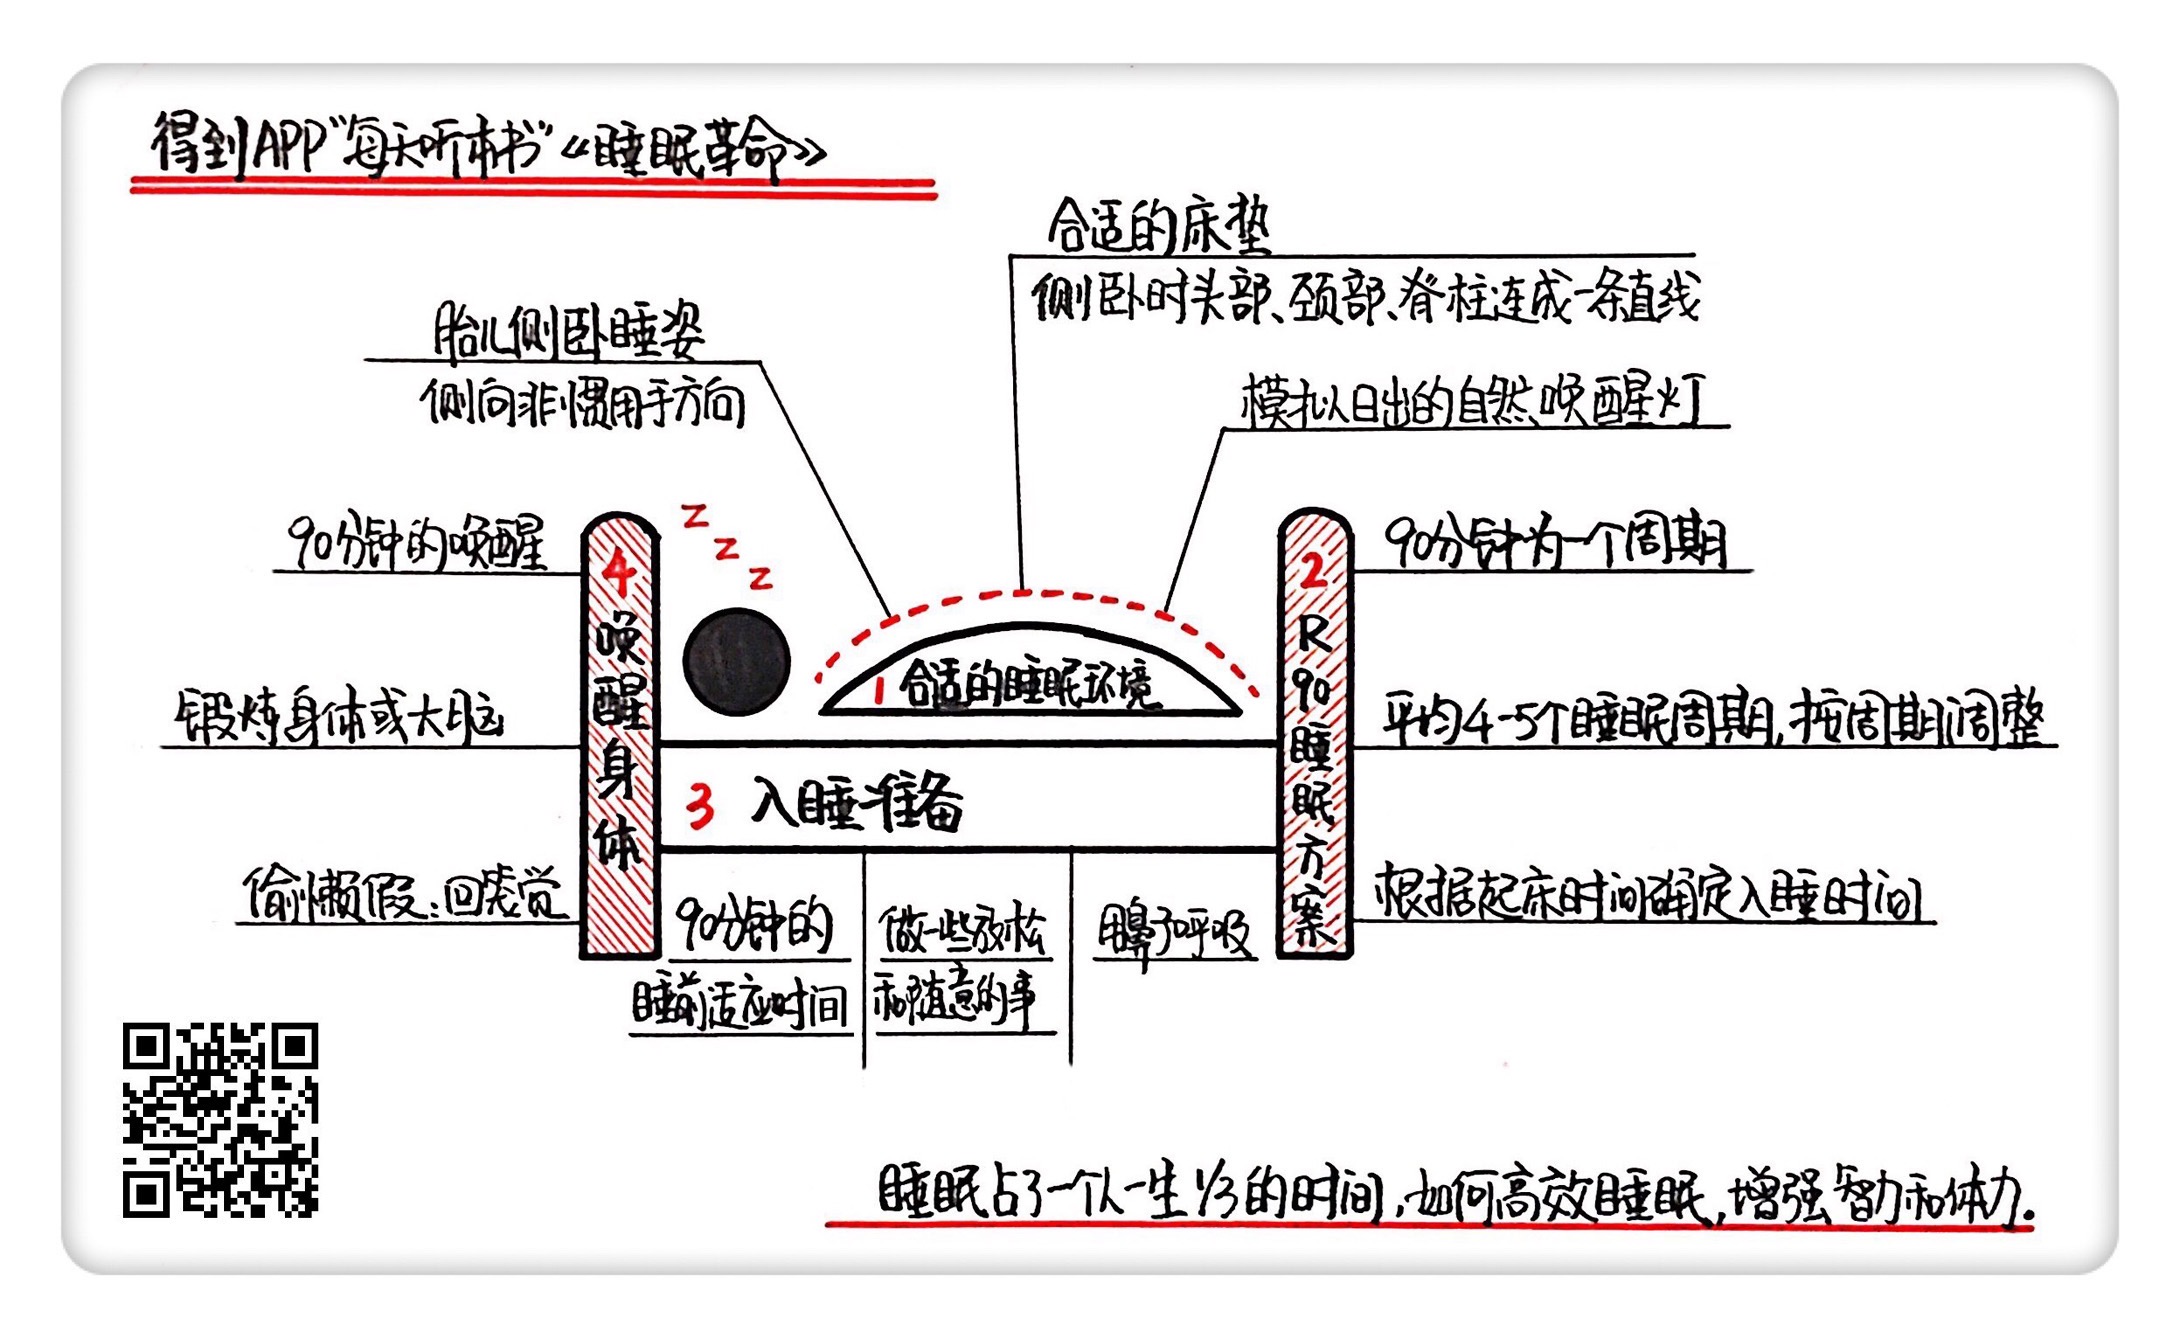 得到APP“每天听本书”《睡眠革命》
合适的床垫
侧卧时头部、颈部、脊柱连成一条直线
胎儿侧卧睡姿
侧向非惯用手方向
模拟日出的自然唤醒灯
z
z
z
1 合适的睡眠环境
2 R90睡眠方案
90分钟为一个周期
平均4-5个睡眠周期,按周期调整
根据起床时间确定入睡时间
3 入睡准备
90分钟的
睡前适应时间
做一些放松
和随意的事
用鼻子呼吸
4 唤醒身体
90分钟的唤醒
锻炼身体或大脑
偷懒假:回笼觉
睡眠占了一个人一生1/3的时间,如何高效睡眠,增强智力和体力.